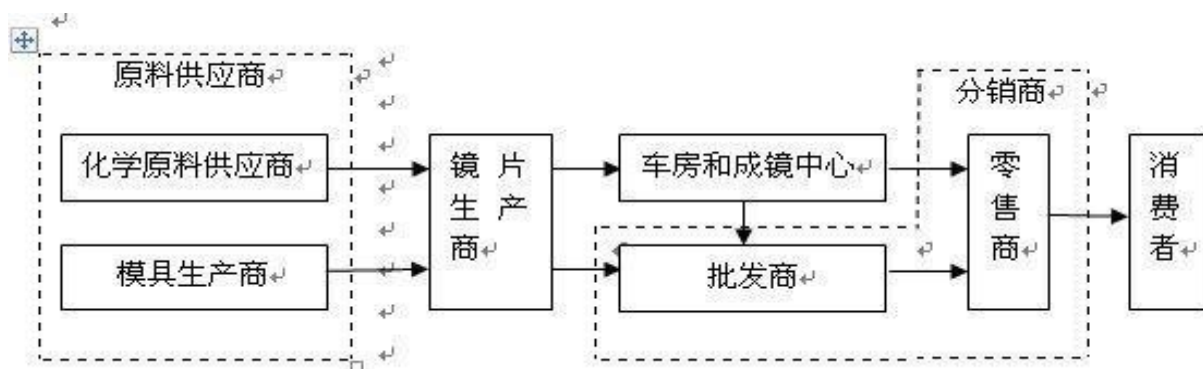 原料供应商
分销商
化学原料供应商
模具生产商
镜片
生产
商
车房和成镜中心
批发商
零
售
商
消
费
者